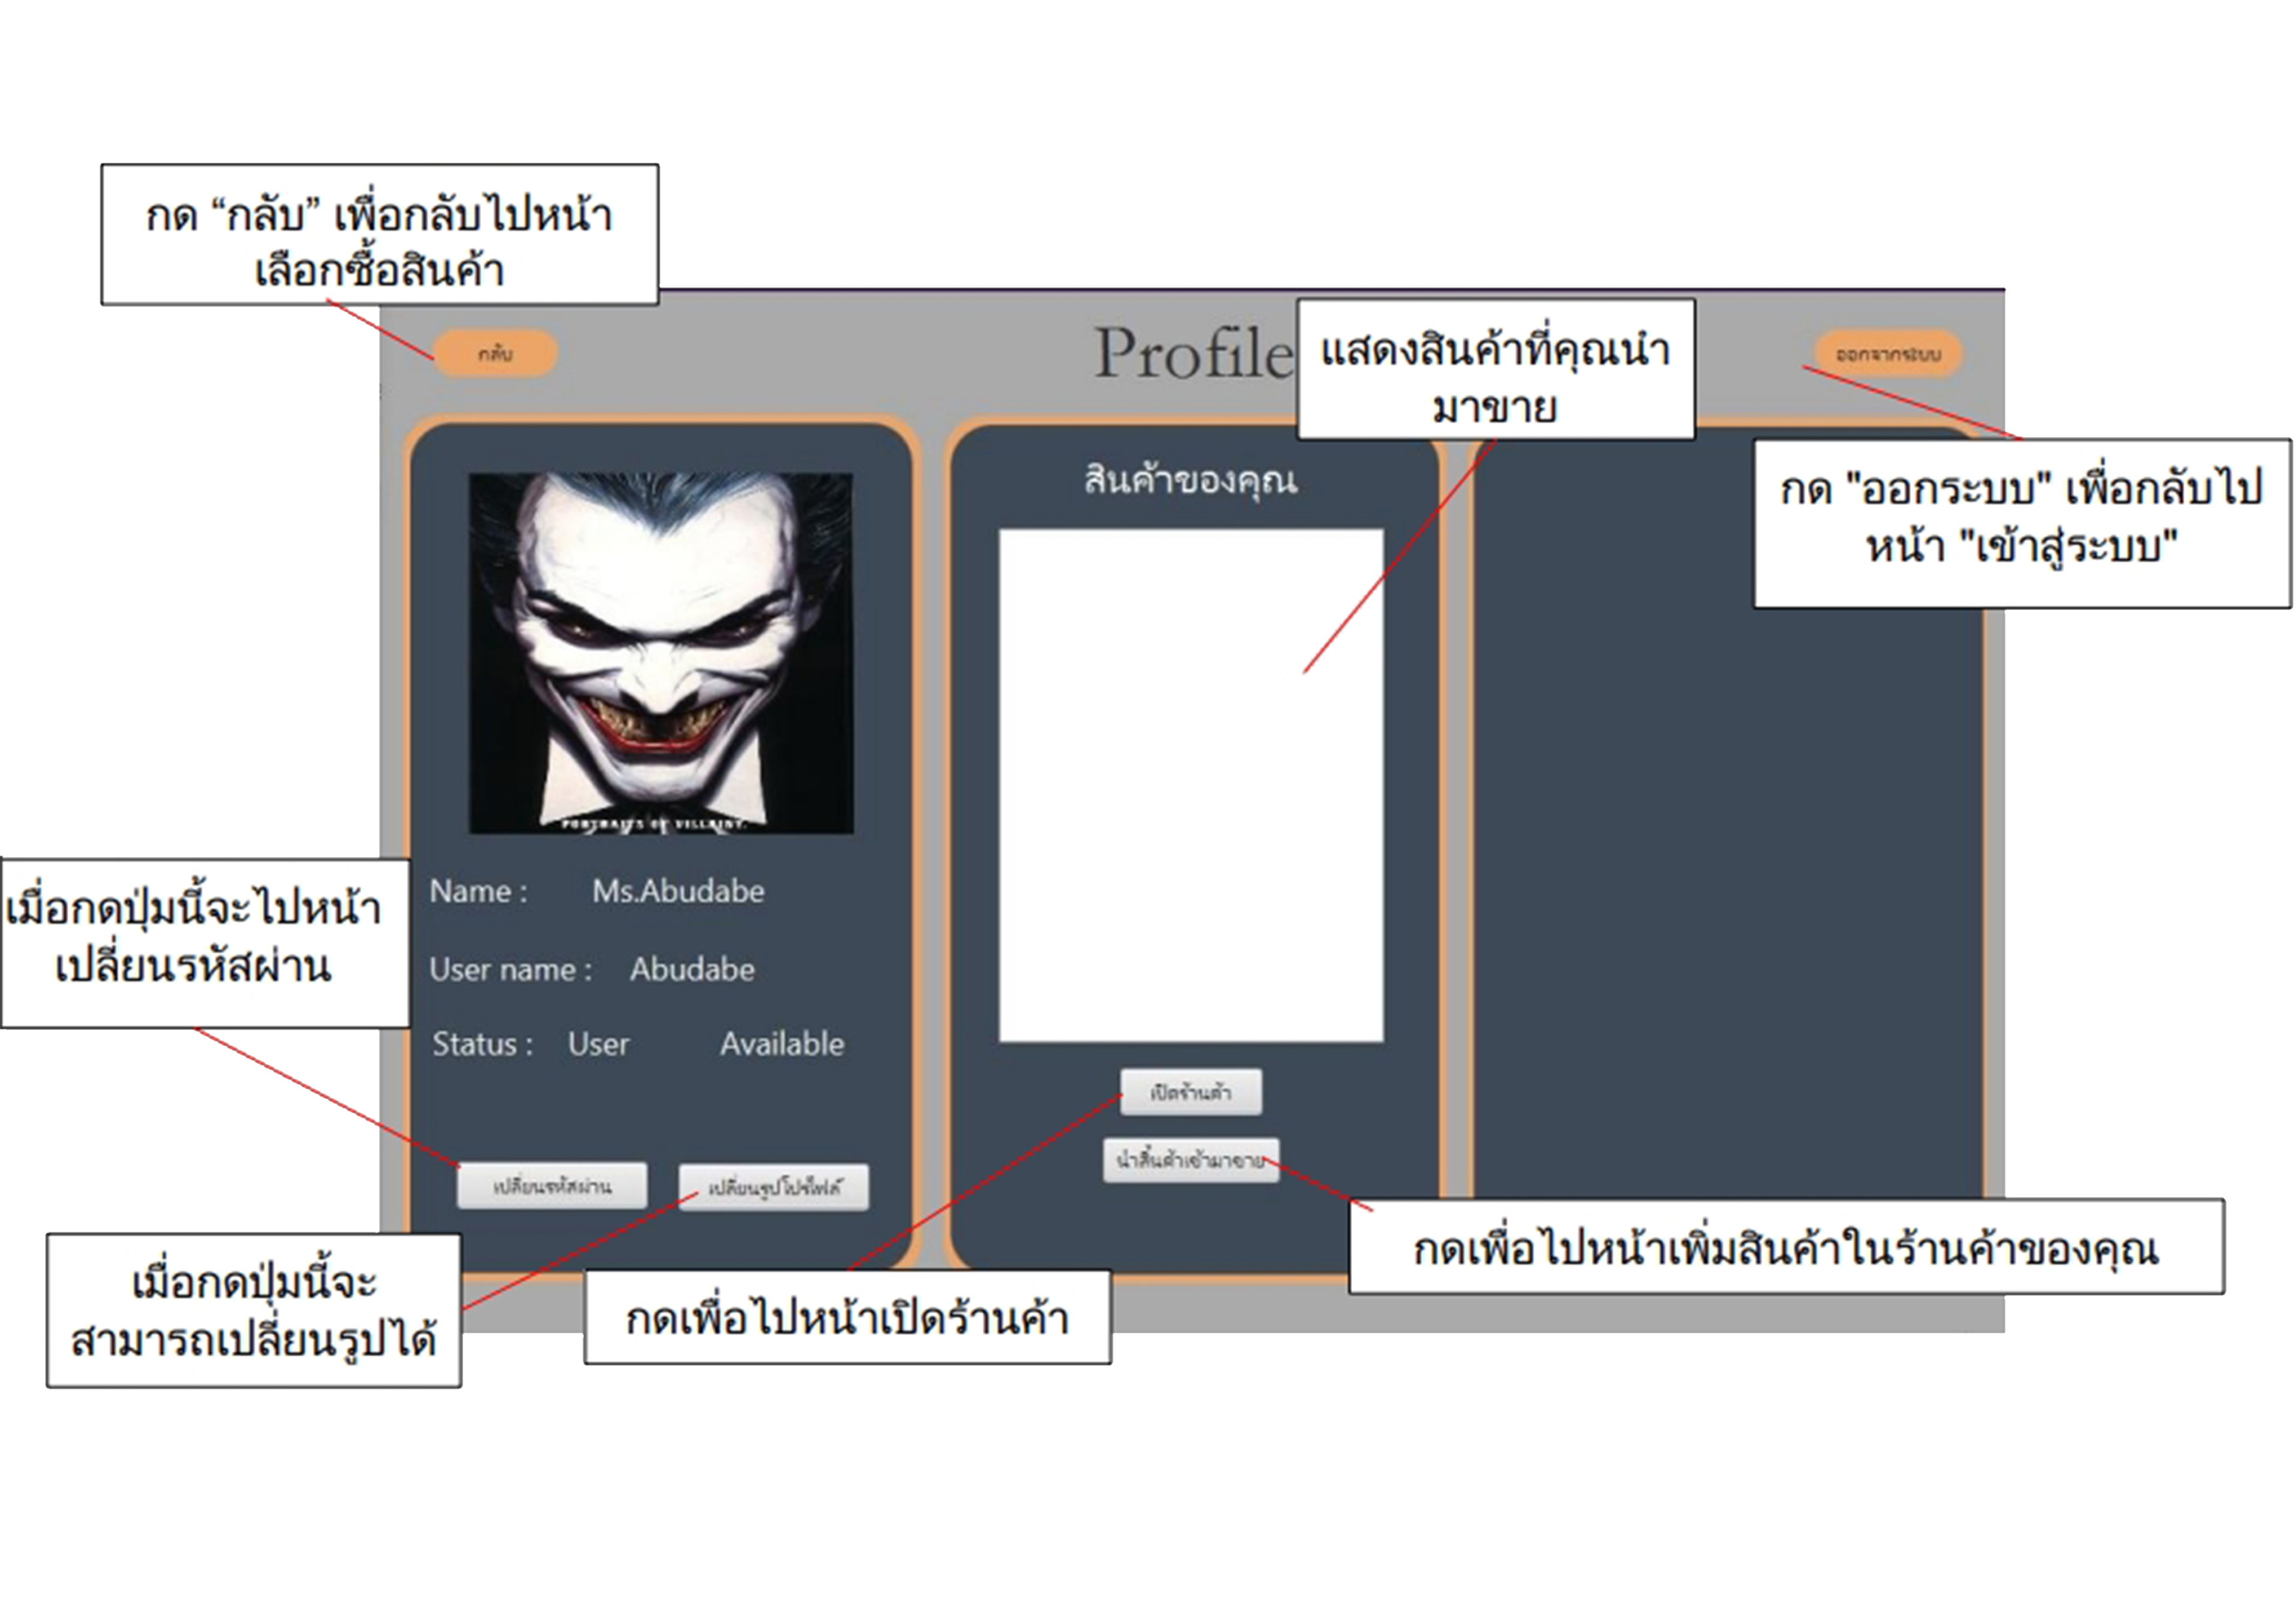 กด “กลับ” เพื่อกลับไปหน้า
เลือกซื้อสินค้า
กลับ
Profile
แสดงสินค้าที่คุณนำ
มาขาย
ออกจากระบบ
กด "ออกระบบ" เพื่อกลับไป
หน้า "เข้าสู่ระบบ"
สินค้าของคุณ
PORTRAITS OF VILLAINY.
Name : Ms.Abudabe
User name : Abudabe
Status : User Available
เมื่อกดปุ่มนี้จะไปหน้า
เปลี่ยนรหัสผ่าน
เปิดร้านค้า
นำสินค้าเข้ามาขาย
เปลี่ยนรหัสผ่าน
เปลี่ยนรูปโปรไฟล์
เมื่อกดปุ่มนี้จะ
สามารถเปลี่ยนรูปได้
กดเพื่อไปหน้าเปิดร้านค้า
กดเพื่อไปหน้าเพิ่มสินค้าในร้านค้าของคุณ